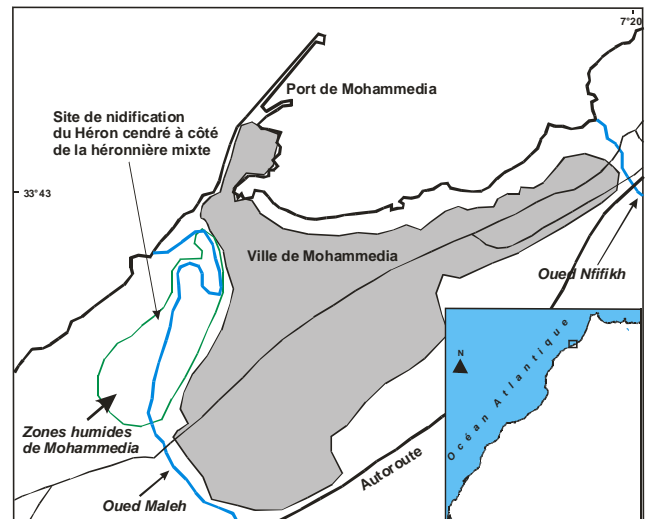 7°20
Port de Mohammedia
Site de nidification
du Héron cendré à côté
de la héronnière mixte
33°43
Ville de Mohammedia
Oued Nfifikh
N
Océan Atlantique
Zones humides
de Mohammedia
Autoroute
Oued Maleh